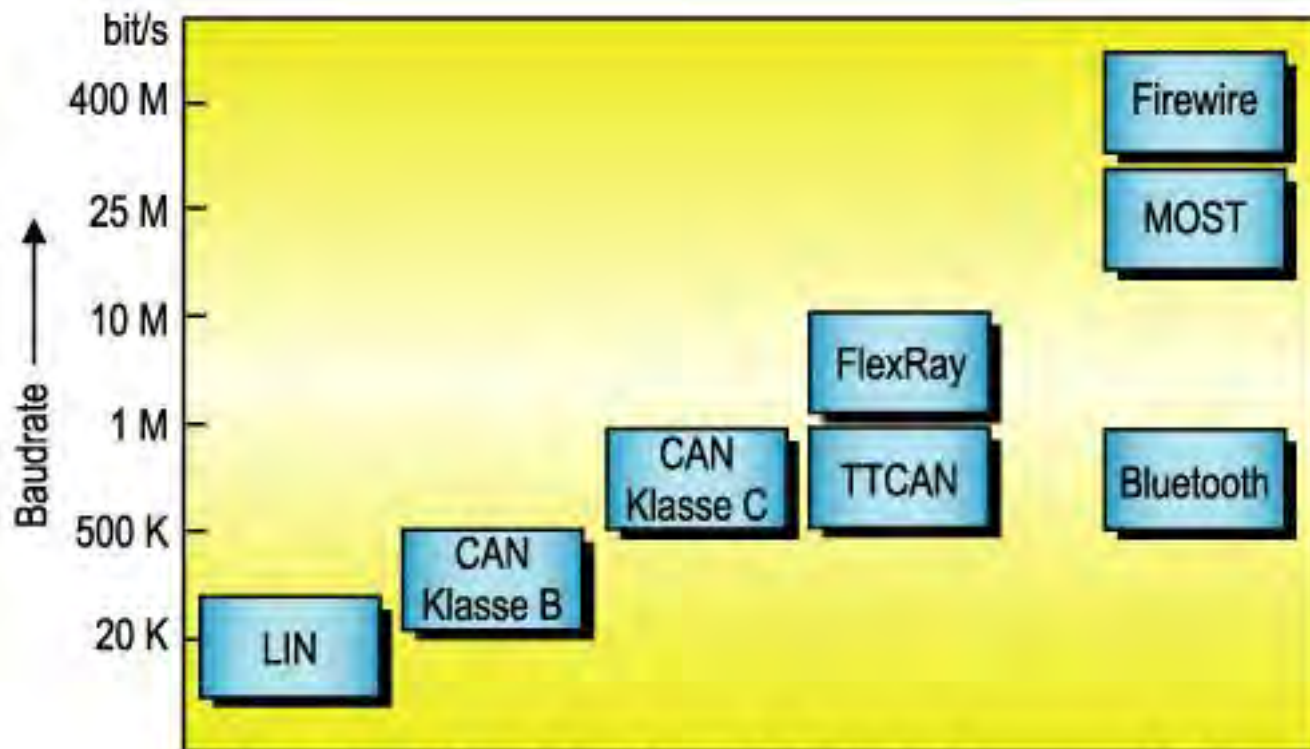 bit/s
400 M
Firewire
25 M
MOST
10 M
FlexRay
1 M
CAN
Klasse C
TTCAN
Bluetooth
500 K
CAN
Klasse B
20 K
LIN
Baudrate